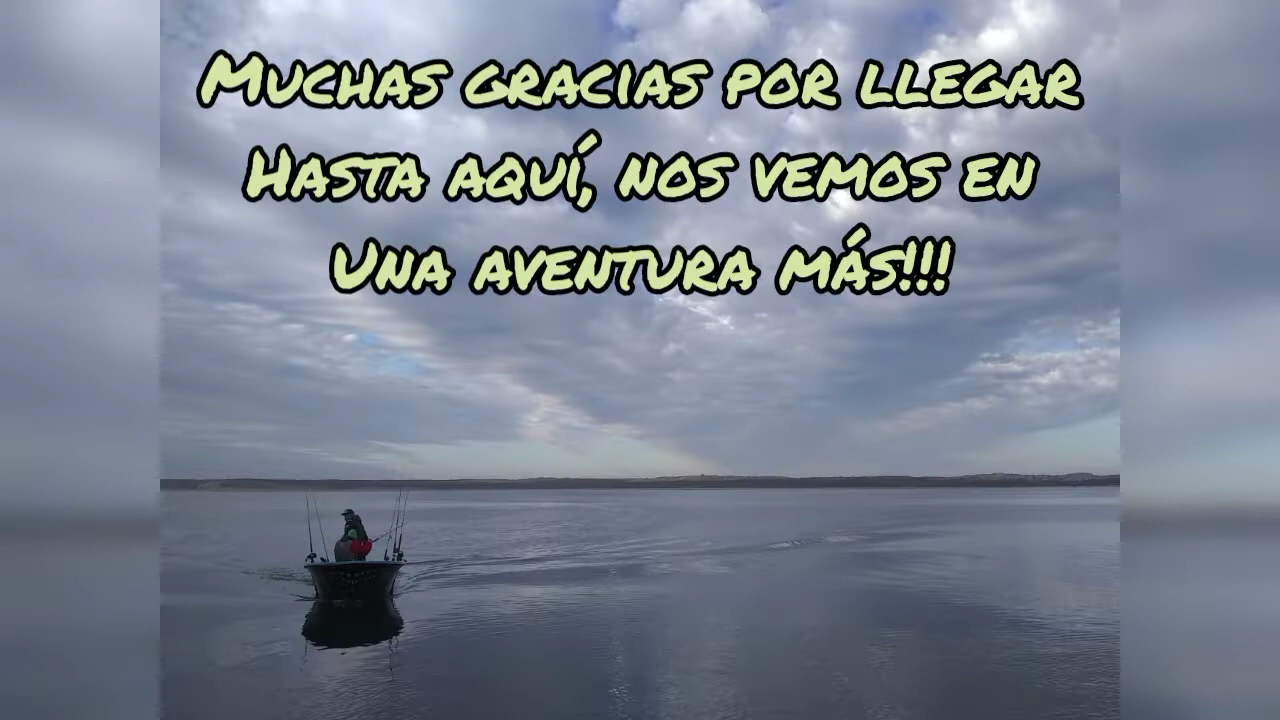 Muchas gracias por llegar
Hasta aquí, nos vemos en
Una aventura más!!!